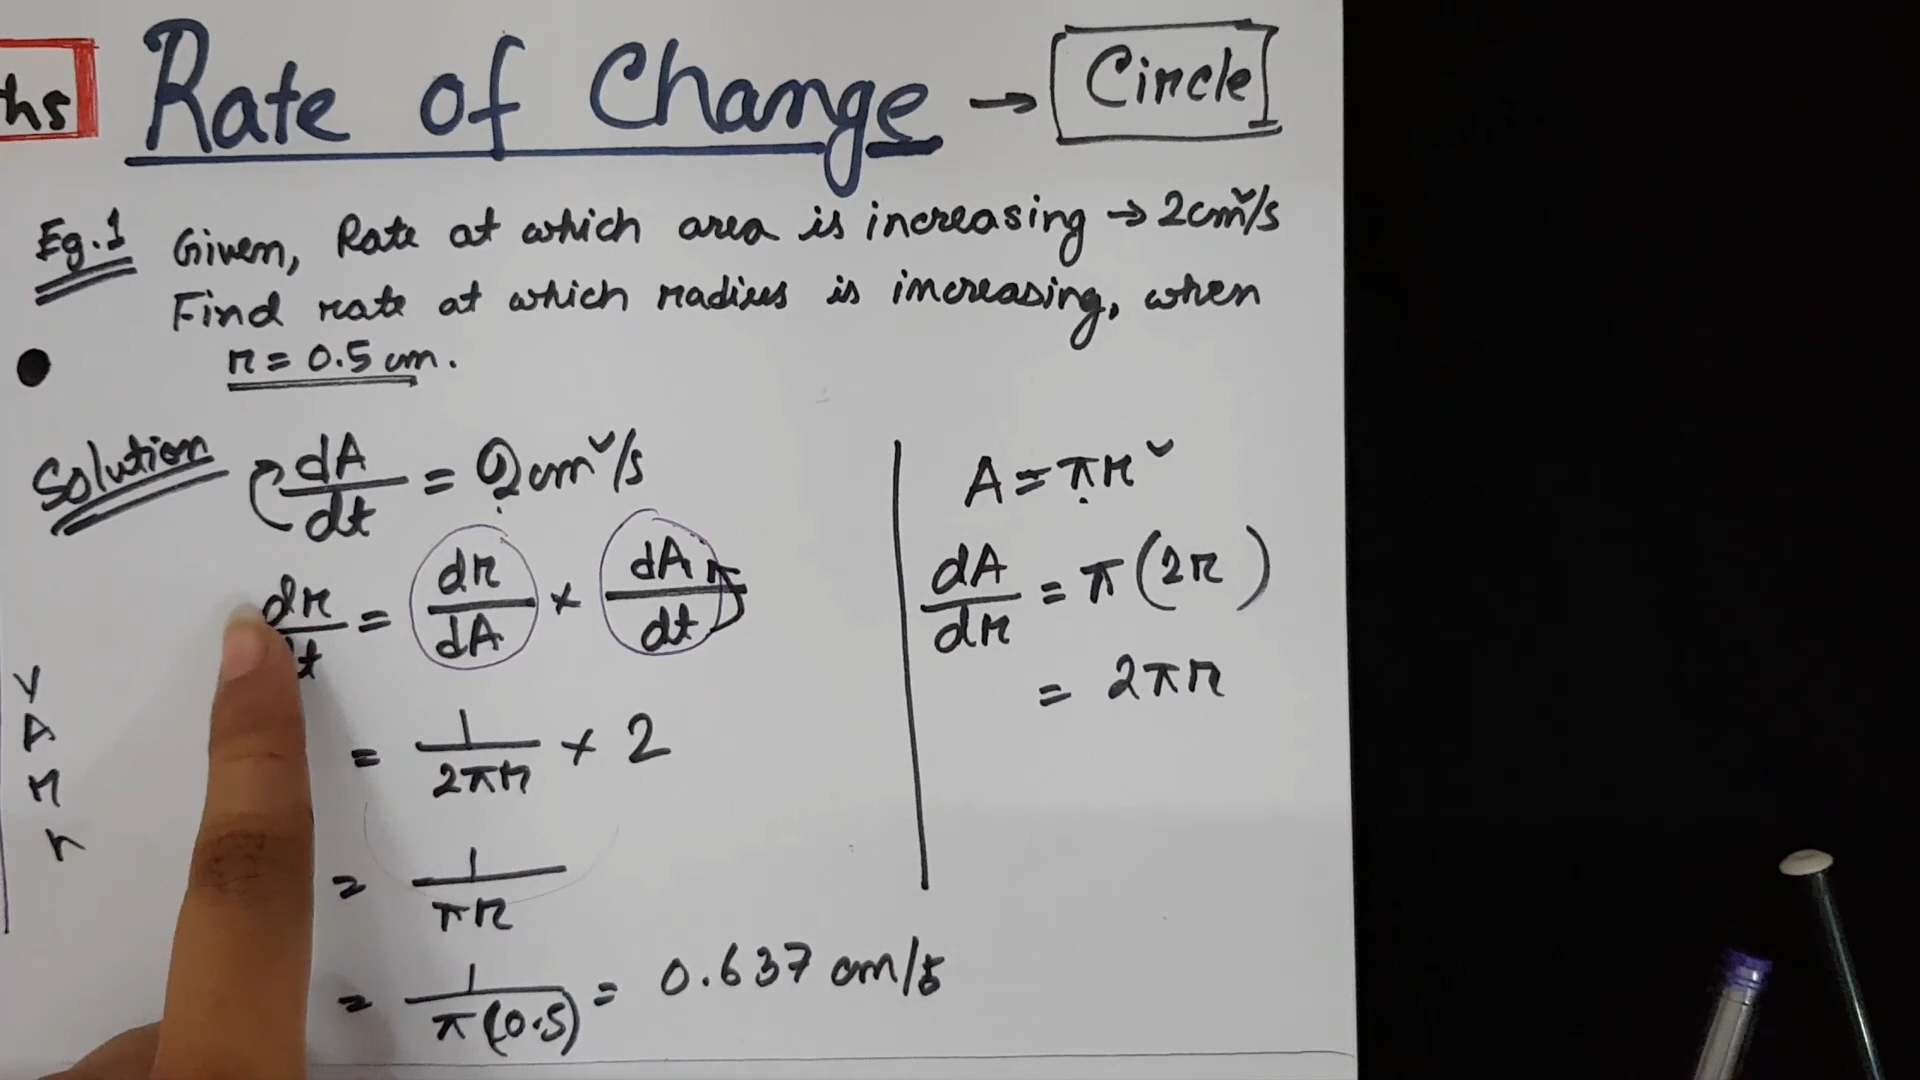 ths
Rate of Change → Circle
Eg.1 Given, Rate at which area is increasing → 2cm²/s
Find rate at which radius is increasing, when
r = 0.5 cm.
Solution dA/dt = 2cm²/s
dr/dt = dr/dA × dA/dt
= 1/2πr × 2
= 1/πr
= 1/π(0.5) = 0.637 cm/s
A = πr²
dA/dr = π(2r)
= 2πr
V
A
r
h